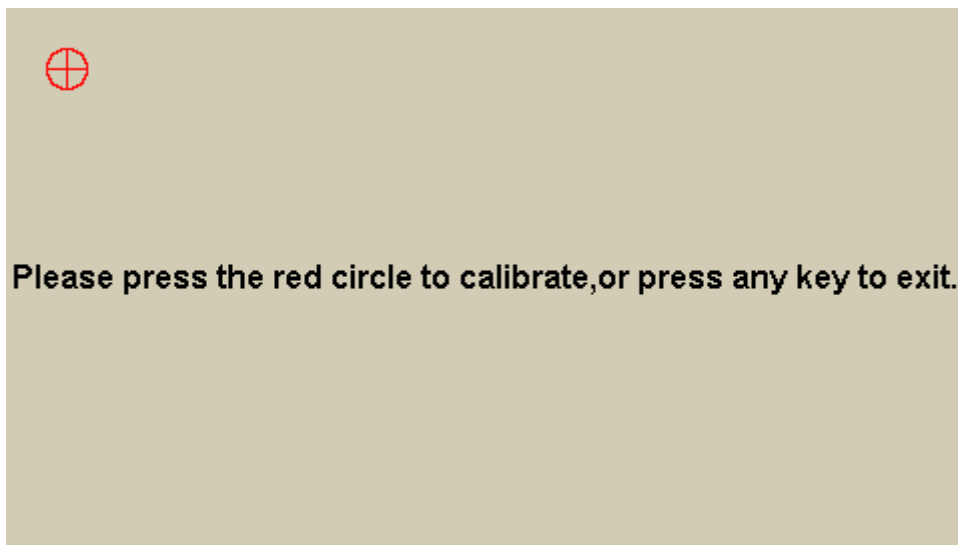 Please press the red circle to calibrate,or press any key to exit.